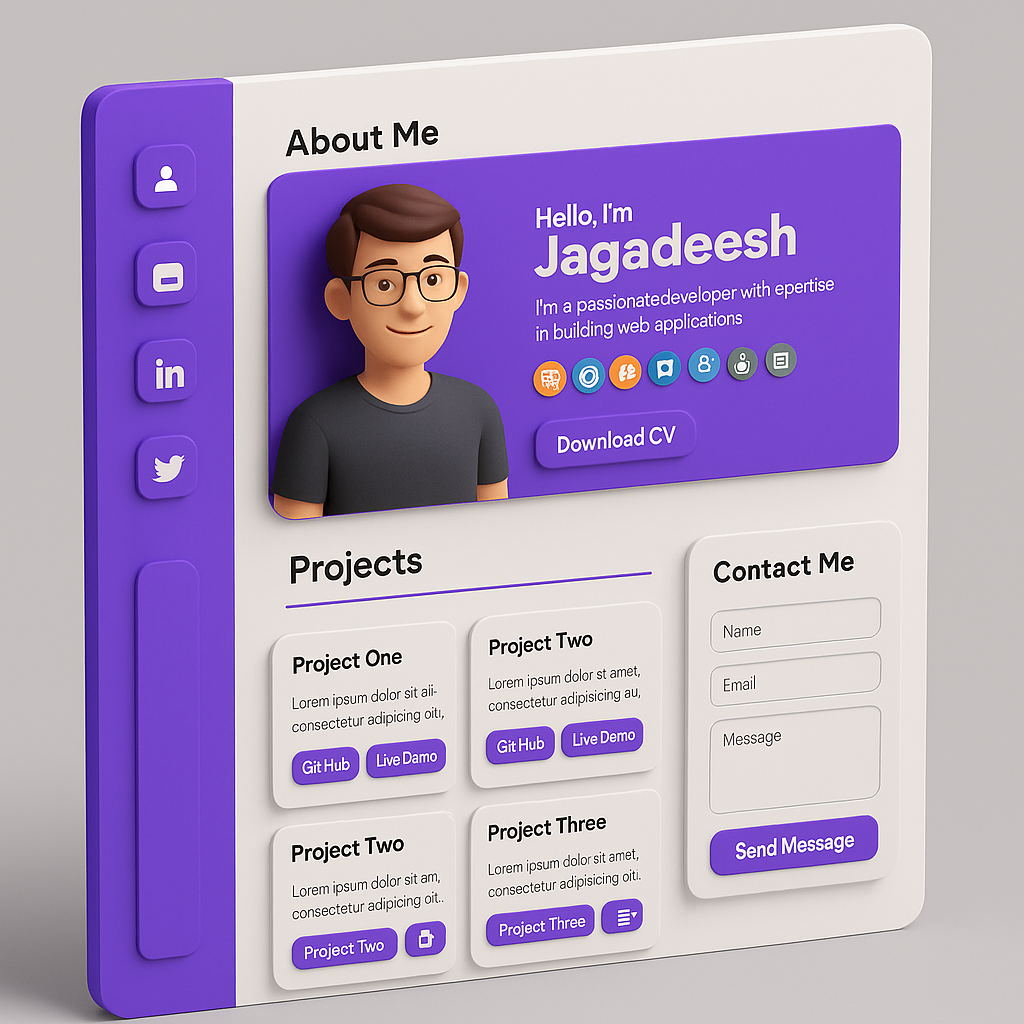 About Me
Hello, I'm
Jagadeesh
I'm a passionatedeveloper with epertise
in building web applications
Download CV
in
Projects
Project One
Lorem ipsum dolor sit aii-
consectetur adipicing oitı,
Git Hub
Live Damo
Project Two
Lorem ipsum dolor st amet,
consectetur adipisicing au,
Git Hub
Live Demo
Project Two
Lorem ipsum dolor sit am,
consectetur adipicing oit..
Project Two
Project Three
Lorem ipsum dolor sit amet,
consectetur adipisicing oiti.
Project Three
Contact Me
Name
Email
Message
Send Message